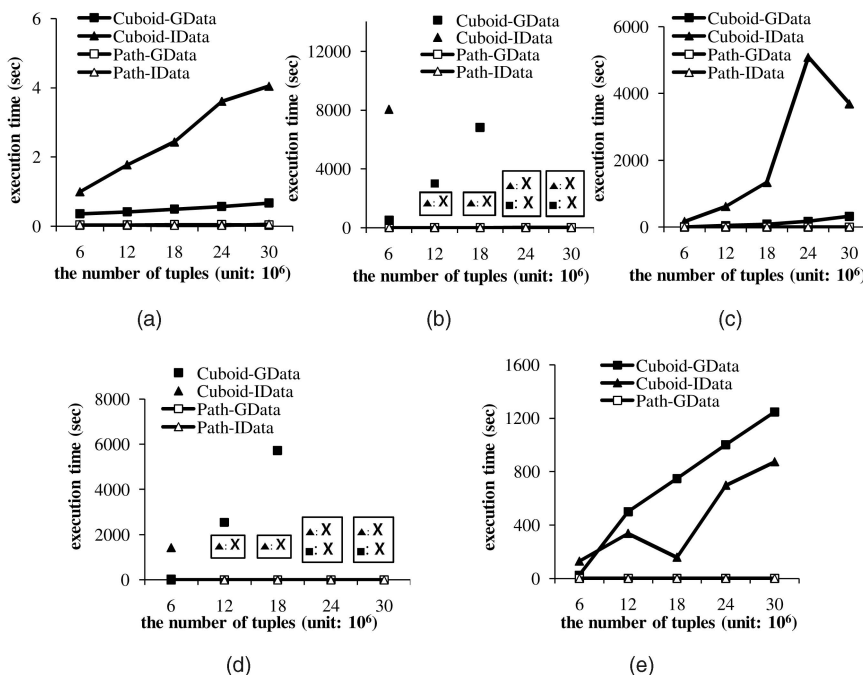 6
4
2
0
execution time (sec)
Cuboid-GData
Cuboid-IData
Path-GData
Path-IData
6 12 18 24 30
the number of tuples (unit: 10⁶)
(a)
12000
8000
4000
0
execution time (sec)
Cuboid-GData
Cuboid-IData
Path-GData
Path-IData
▲: X
▲: X
▲: X
■: X
▲: X
■: X
6 12 18 24 30
the number of tuples (unit: 10⁶)
(b)
6000
4000
2000
0
execution time (sec)
Cuboid-GData
Cuboid-IData
Path-GData
Path-IData
6 12 18 24 30
the number of tuples (unit: 10⁶)
(c)
8000
6000
4000
2000
0
execution time (sec)
Cuboid-GData
Cuboid-IData
Path-GData
Path-IData
▲: X
▲: X
▲: X
■: X
▲: X
■: X
6 12 18 24 30
the number of tuples (unit: 10⁶)
(d)
1600
1200
800
400
0
execution time (sec)
Cuboid-GData
Cuboid-IData
Path-GData
6 12 18 24 30
the number of tuples (unit: 10⁶)
(e)